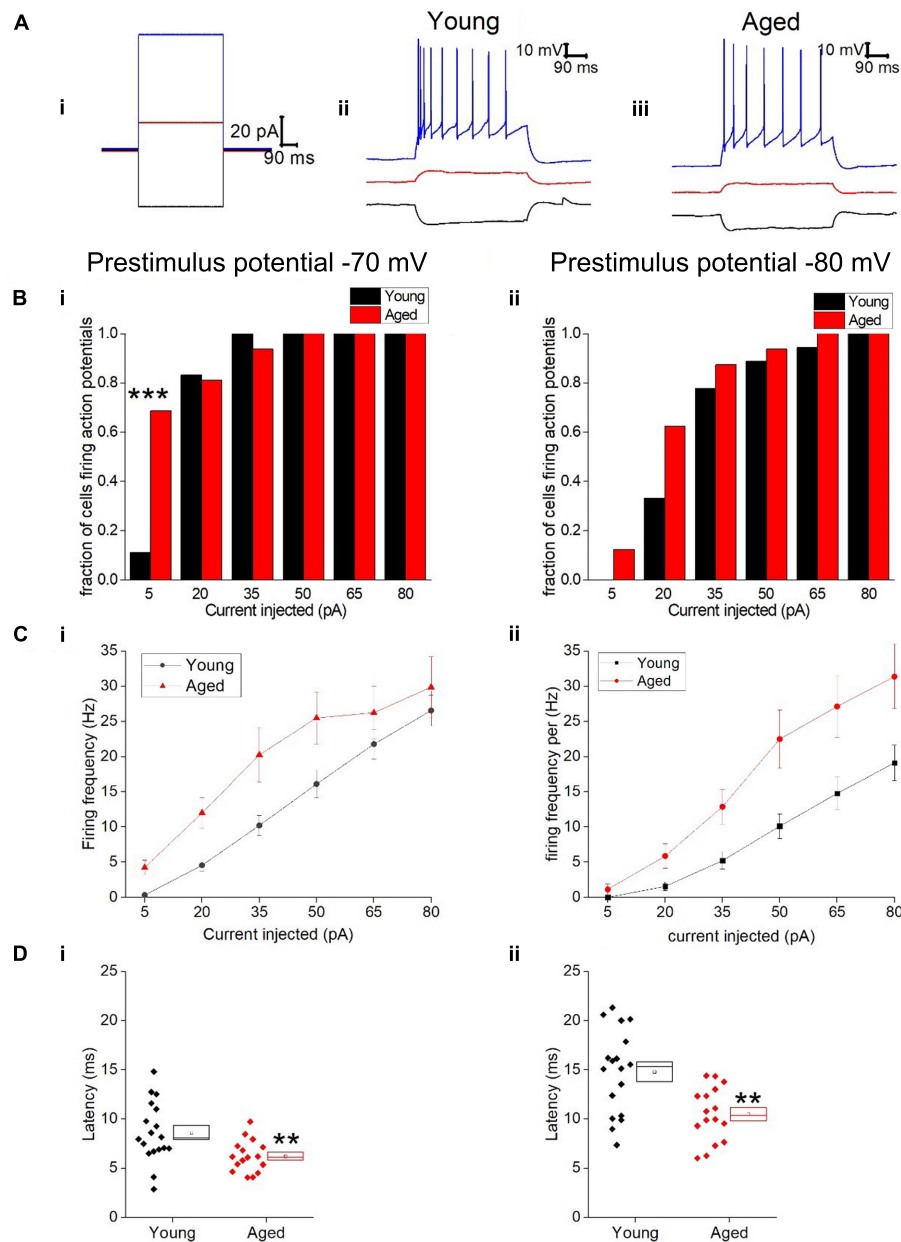 A
Young
Aged
i
ii
iii
20 pA
90 ms
10 mV
90 ms
10 mV
90 ms
Prestimulus potential -70 mV
Prestimulus potential -80 mV
B
i
Young
Aged
fraction of cells firing action potentials
1.0
0.8
0.6
0.4
0.2
0.0
***
5 20 35 50 65 80
Current injected (pA)
ii
Young
Aged
fraction of cells firing action potentials
1.0
0.8
0.6
0.4
0.2
0.0
5 20 35 50 65 80
Current injected (pA)
C
i
Young
Aged
Firing frequency (Hz)
35
30
25
20
15
10
5
0
5 20 35 50 65 80
Current injected (pA)
ii
Young
Aged
firing frequency per (Hz)
35
30
25
20
15
10
5
0
5 20 35 50 65 80
current injected (pA)
D
i
Latency (ms)
25
20
15
10
5
0
**
Young Aged
ii
Latency (ms)
25
20
15
10
5
0
**
Young Aged